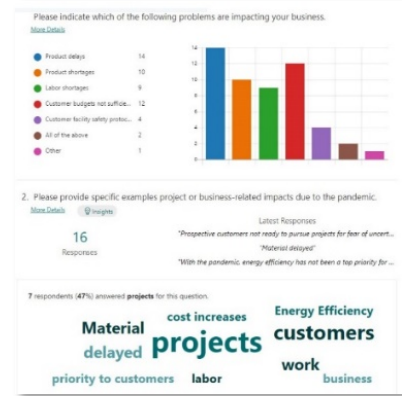 Please indicate which of the following problems are impacting your business.
More Details
Product delays 14
Product shortages 10
Labor shortages 9
Customer budgets not sufficie... 12
Customer facility safety protoc... 4
All of the above 2
Other 1
14
12
10
8
6
4
2
0
2. Please provide specific examples project or business-related impacts due to the pandemic.
More Details Insights
16
Responses
Latest Responses
"Prospective customers not ready to pursue projects for fear of uncert...
"Material delayed"
"With the pandemic, energy efficiency has not been a top priority for ...
7 respondents (47%) answered projects for this question.
cost increases Energy Efficiency
Material projects customers
delayed work
priority to customers labor business